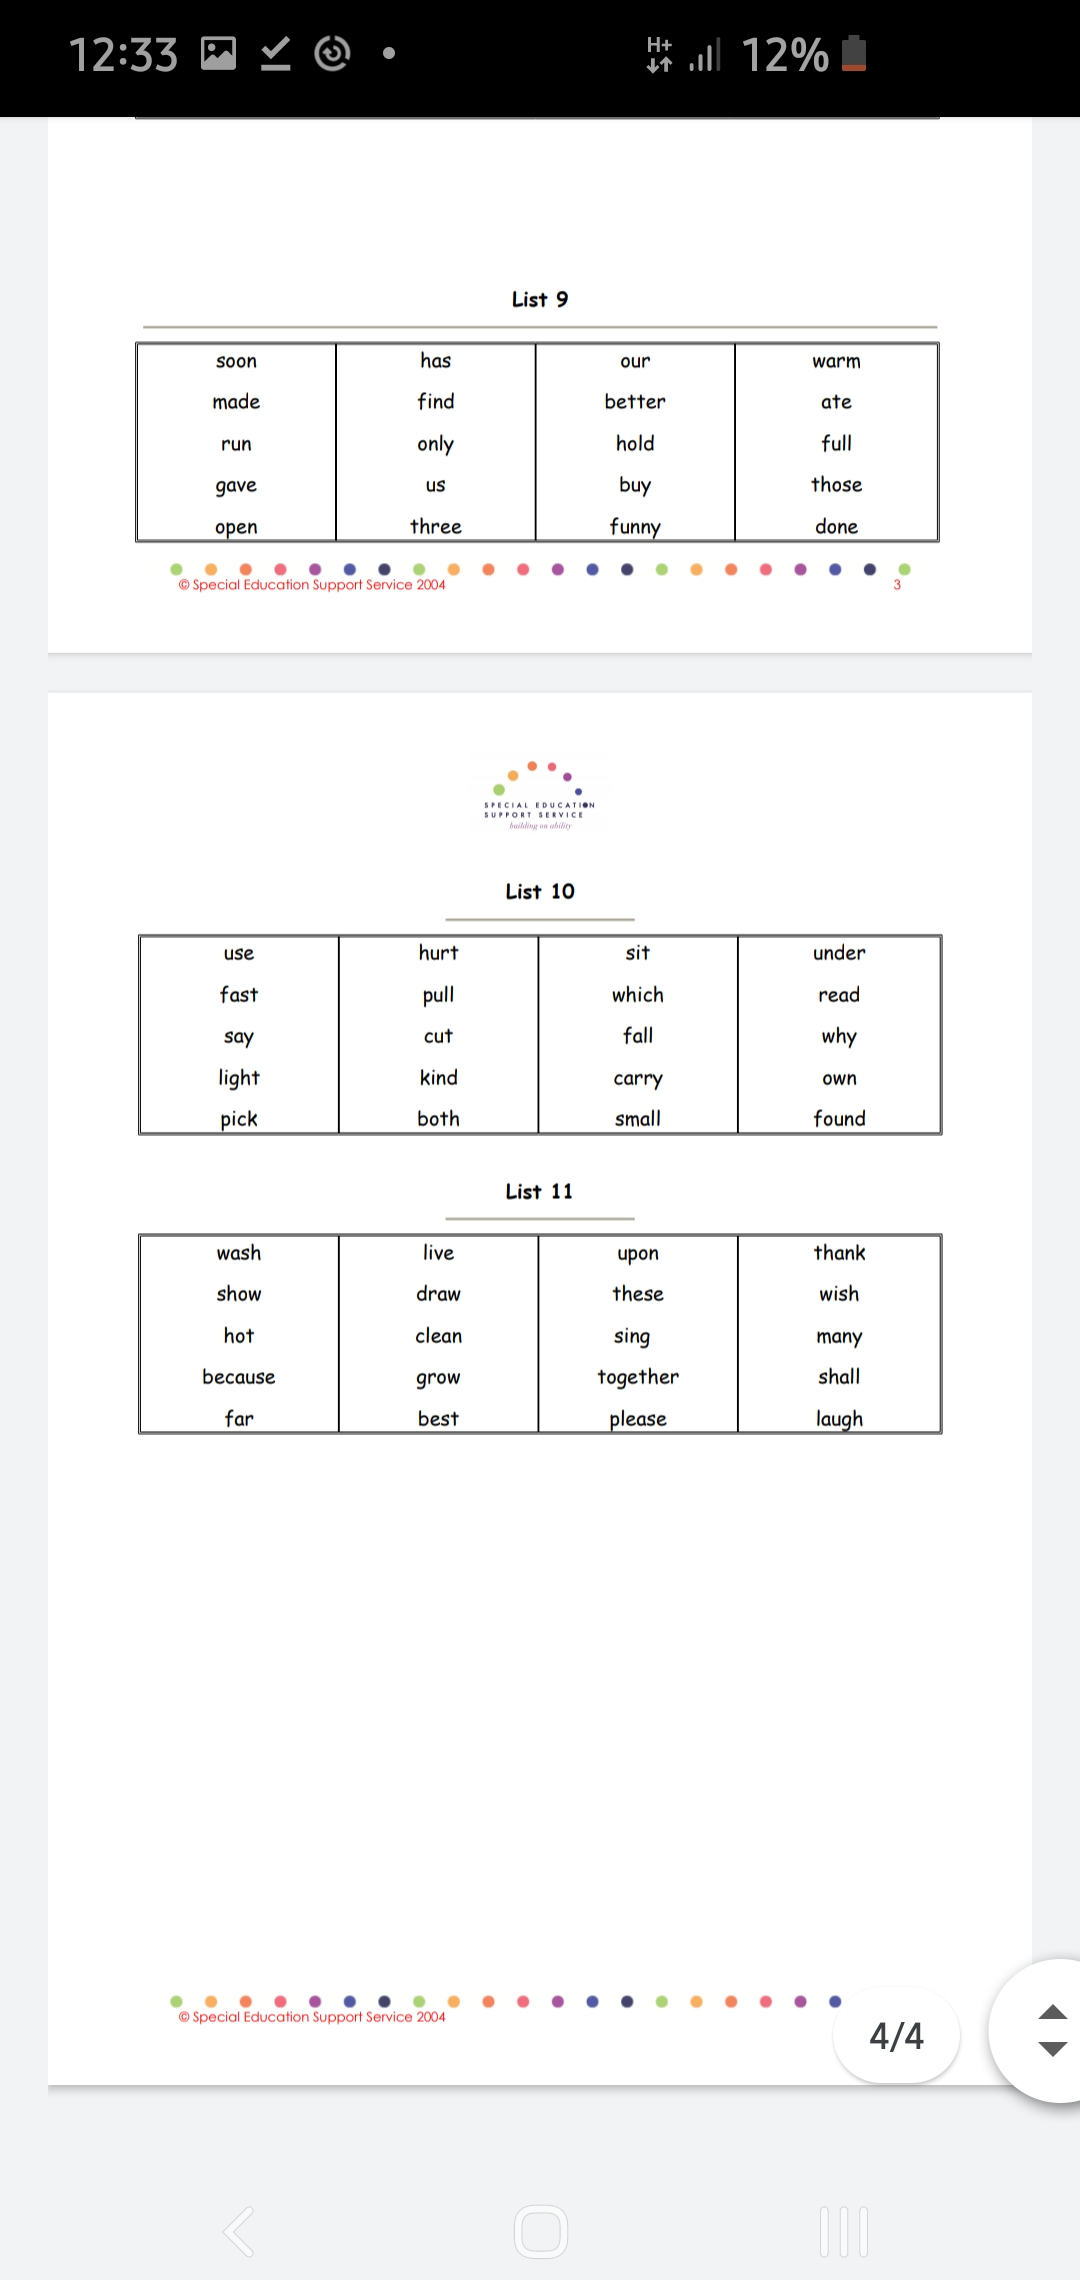 12:33 H+ 12%
List 9
soon has our warm
made find better ate
run only hold full
gave us buy those
open three funny done
© Special Education Support Service 2004 3
SPECIAL EDUCATION
SUPPORT SERVICE
building on ability
List 10
use hurt sit under
fast pull which read
say cut fall why
light kind carry own
pick both small found
List 11
wash live upon thank
show draw these wish
hot clean sing many
because grow together shall
far best please laugh
© Special Education Support Service 2004
4/4